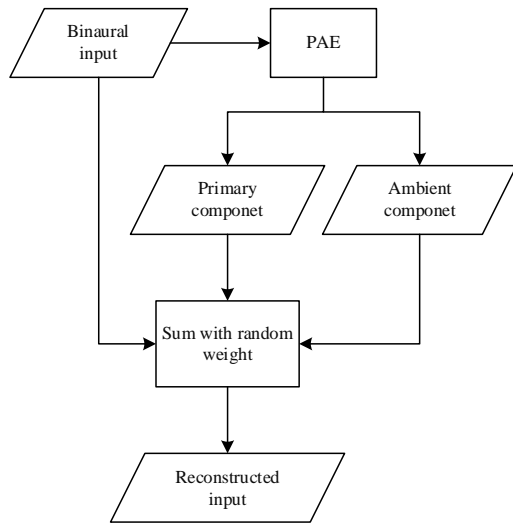 Binaural
input
PAE
Primary
componet
Ambient
componet
Sum with random
weight
Reconstructed
input